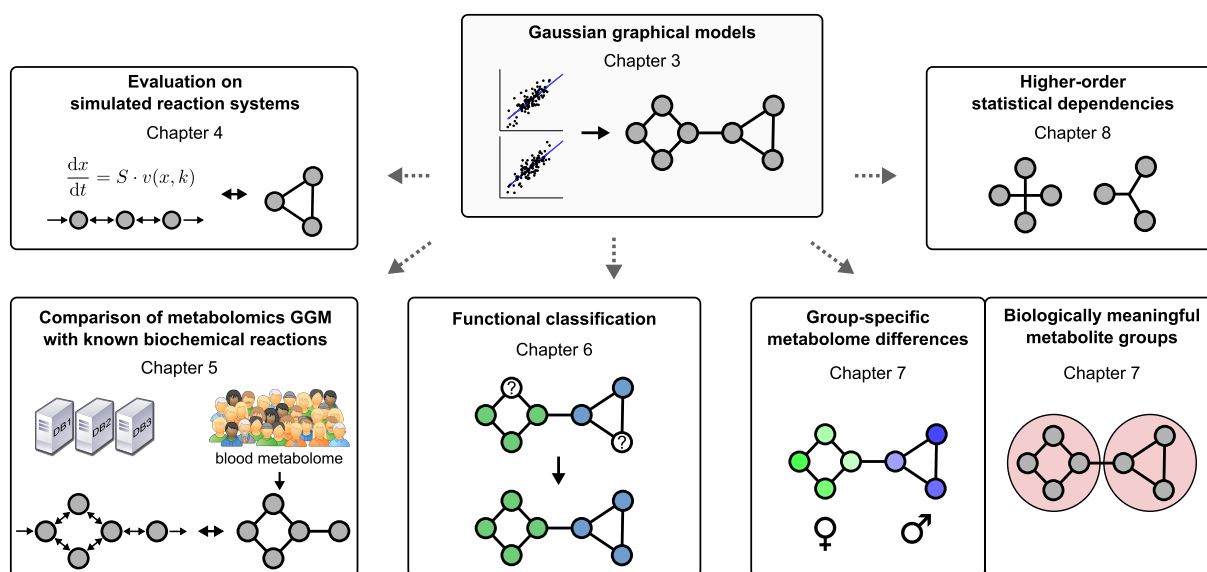 Gaussian graphical models
Chapter 3
Evaluation on
simulated reaction systems
Chapter 4
dx/dt = S · v(x, k)
Higher-order
statistical dependencies
Chapter 8
Comparison of metabolomics GGM
with known biochemical reactions
Chapter 5
DB1
DB2
DB3
blood metabolome
Functional classification
Chapter 6
?
?
Group-specific
metabolome differences
Chapter 7
♀ ♂
Biologically meaningful
metabolite groups
Chapter 7